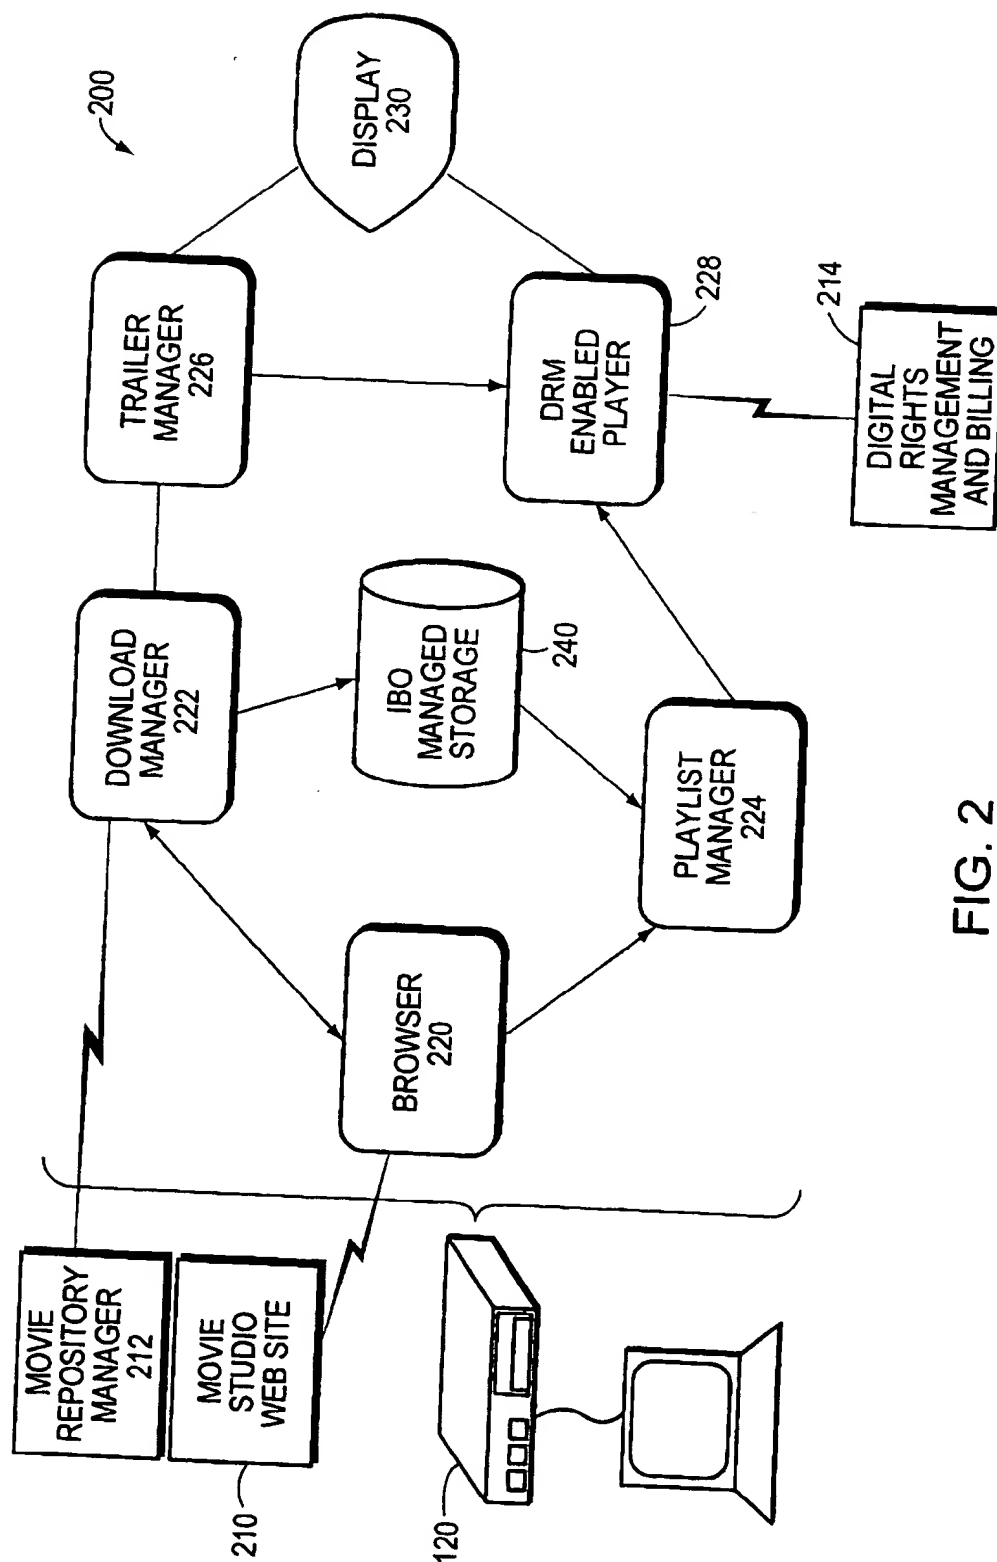 200
MOVIE
REPOSITORY
MANAGER
212
DOWNLOAD
MANAGER
222
TRAILER
MANAGER
226
DISPLAY
230
MOVIE
STUDIO
WEB SITE
210
BROWSER
220
IBO
MANAGED
STORAGE
240
DRM
ENABLED
PLAYER
228
120
PLAYLIST
MANAGER
224
DIGITAL
RIGHTS
MANAGEMENT
AND BILLING
214
FIG. 2